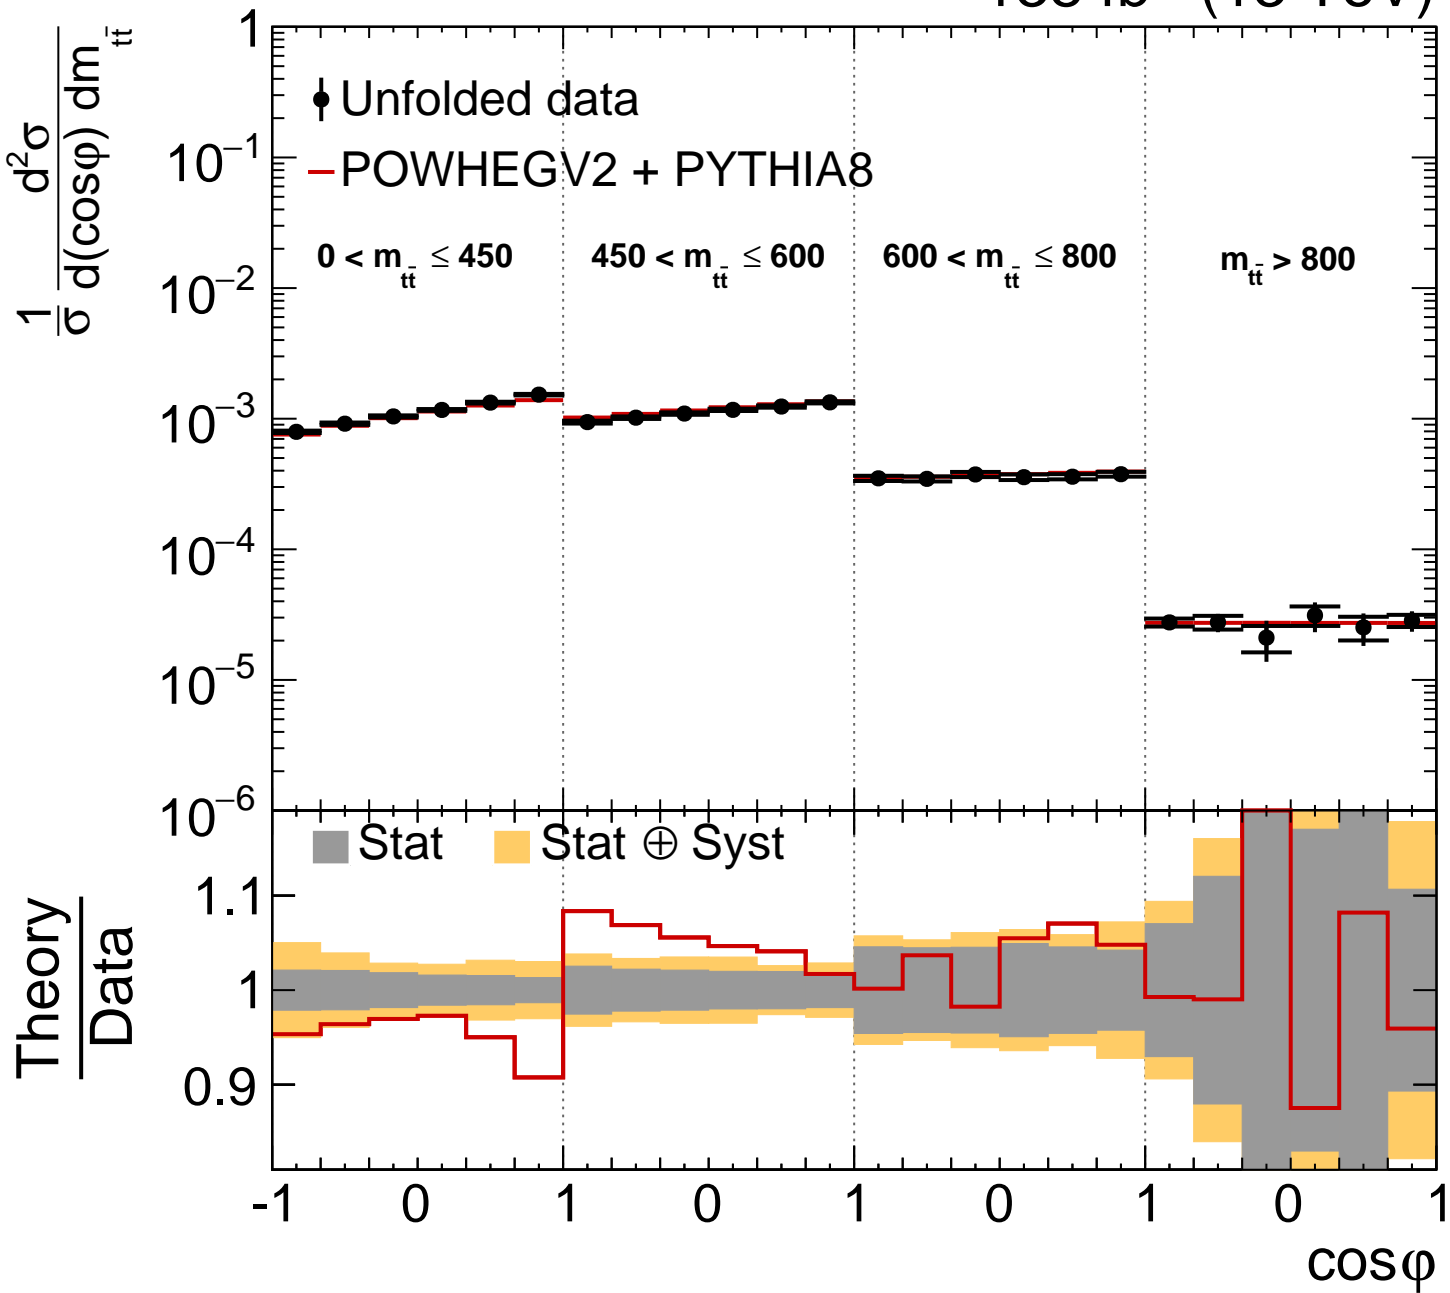 1
Unfolded data
POWHEGV2 + PYTHIA8
1/σ d²σ/d(cosφ) dm_tt̄
10⁻¹
0 < m_tt̄ ≤ 450
450 < m_tt̄ ≤ 600
600 < m_tt̄ ≤ 800
m_tt̄ > 800
10⁻²
10⁻³
10⁻⁴
10⁻⁵
10⁻⁶
Stat
Stat ⊕ Syst
Theory
Data
1.1
1
0.9
-1 0 1 0 1 0 1 0 1
cosφ